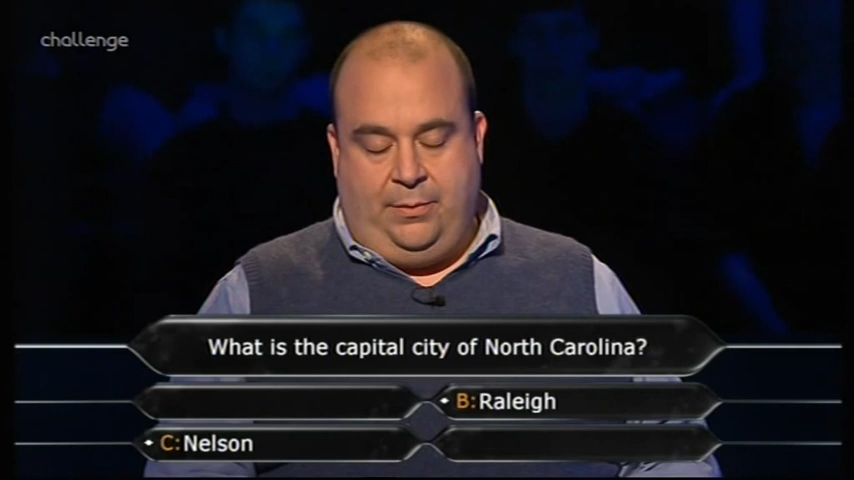 challenge
What is the capital city of North Carolina?
B: Raleigh
C: Nelson